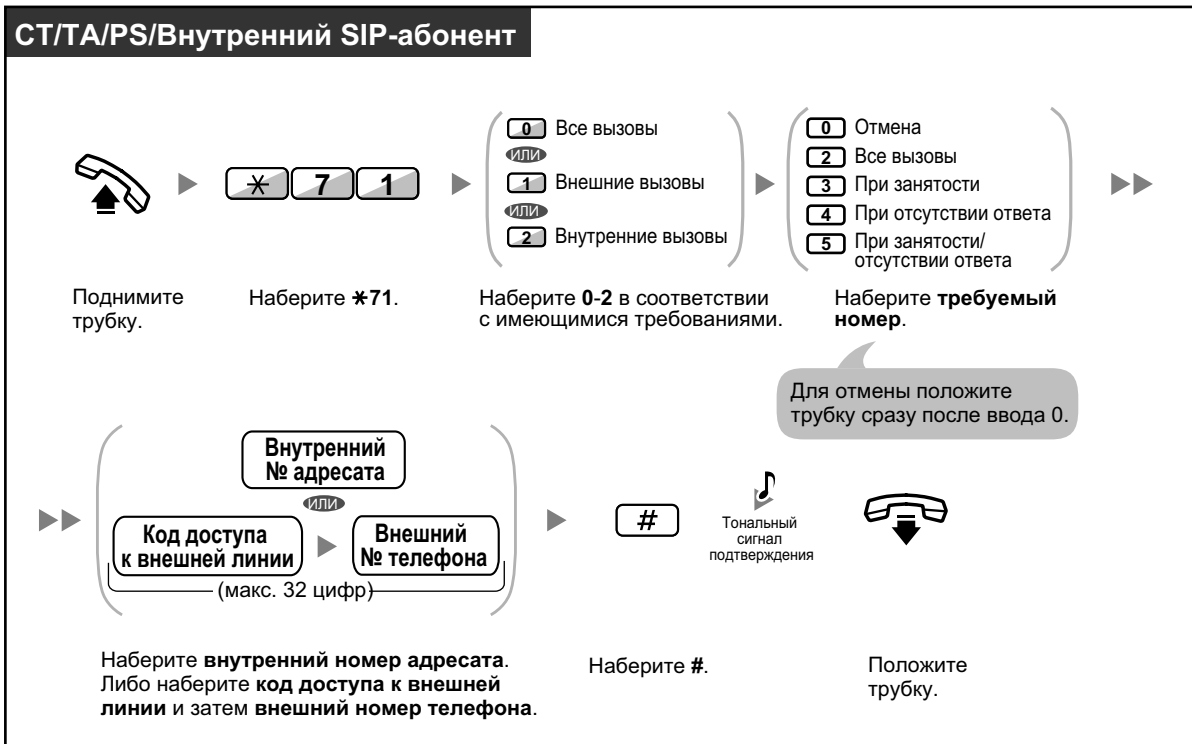 СТ/ТА/PS/Внутренний SIP-абонент
0 Все вызовы
ИЛИ
1 Внешние вызовы
ИЛИ
2 Внутренние вызовы
0 Отмена
2 Все вызовы
3 При занятости
4 При отсутствии ответа
5 При занятости/
отсутствии ответа
* 7 1
Поднимите
трубку.
Наберите *71.
Наберите 0-2 в соответствии
с имеющимися требованиями.
Наберите требуемый
номер.
Для отмены положите
трубку сразу после ввода 0.
Внутренний
№ адресата
ИЛИ
Код доступа
к внешней линии
Внешний
№ телефона
(макс. 32 цифр)
#
Тональный
сигнал
подтверждения
Наберите внутренний номер адресата.
Либо наберите код доступа к внешней
линии и затем внешний номер телефона.
Наберите #.
Положите
трубку.